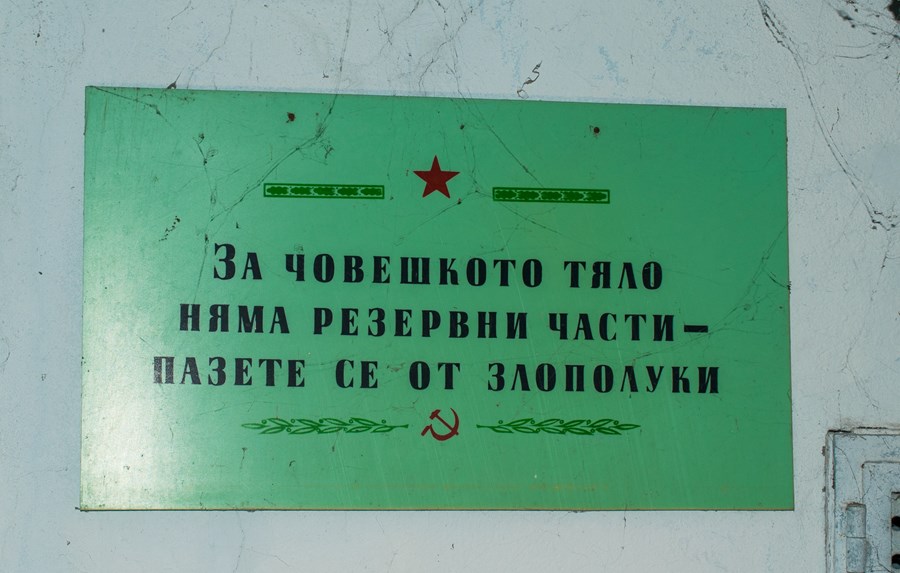 За човешкото тяло
няма резервни части –
пазете се от злополуки